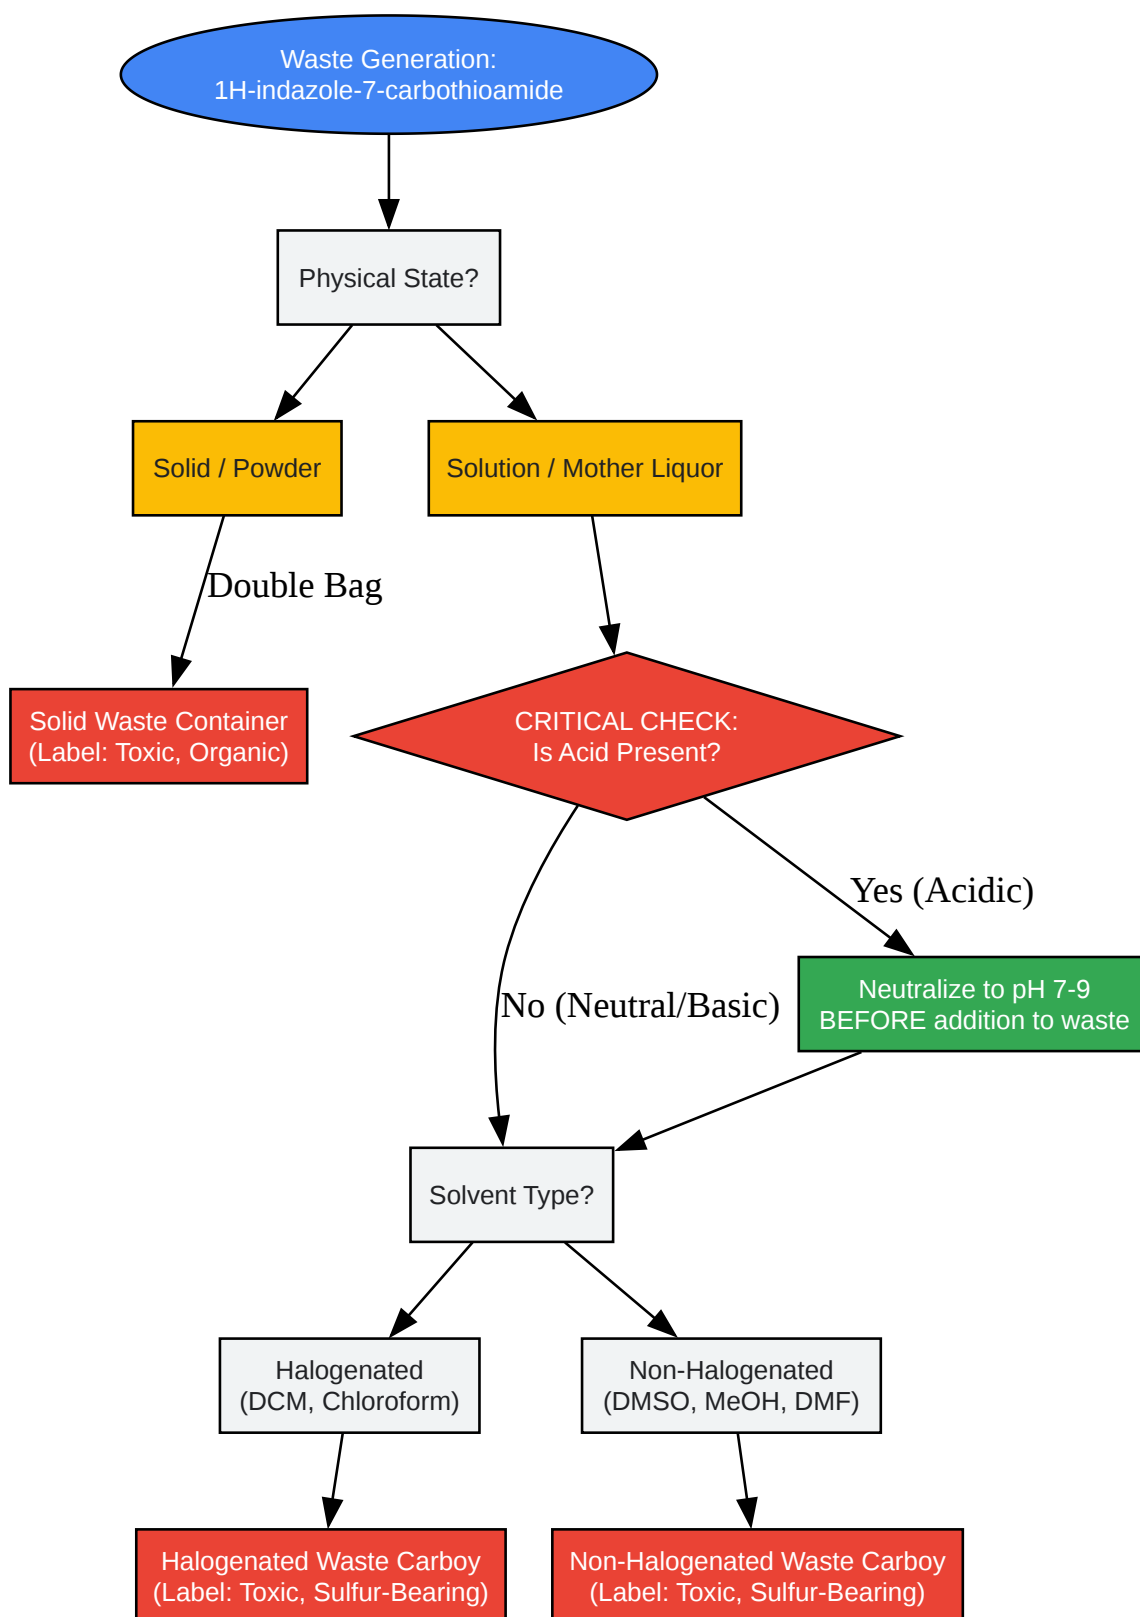 Waste Generation:
1H-indazole-7-carbothioamide
Physical State?
Solid / Powder
Solution / Mother Liquor
Double Bag
Solid Waste Container
(Label: Toxic, Organic)
CRITICAL CHECK:
Is Acid Present?
Yes (Acidic)
No (Neutral/Basic)
Neutralize to pH 7-9
BEFORE addition to waste
Solvent Type?
Halogenated
(DCM, Chloroform)
Non-Halogenated
(DMSO, MeOH, DMF)
Halogenated Waste Carboy
(Label: Toxic, Sulfur-Bearing)
Non-Halogenated Waste Carboy
(Label: Toxic, Sulfur-Bearing)